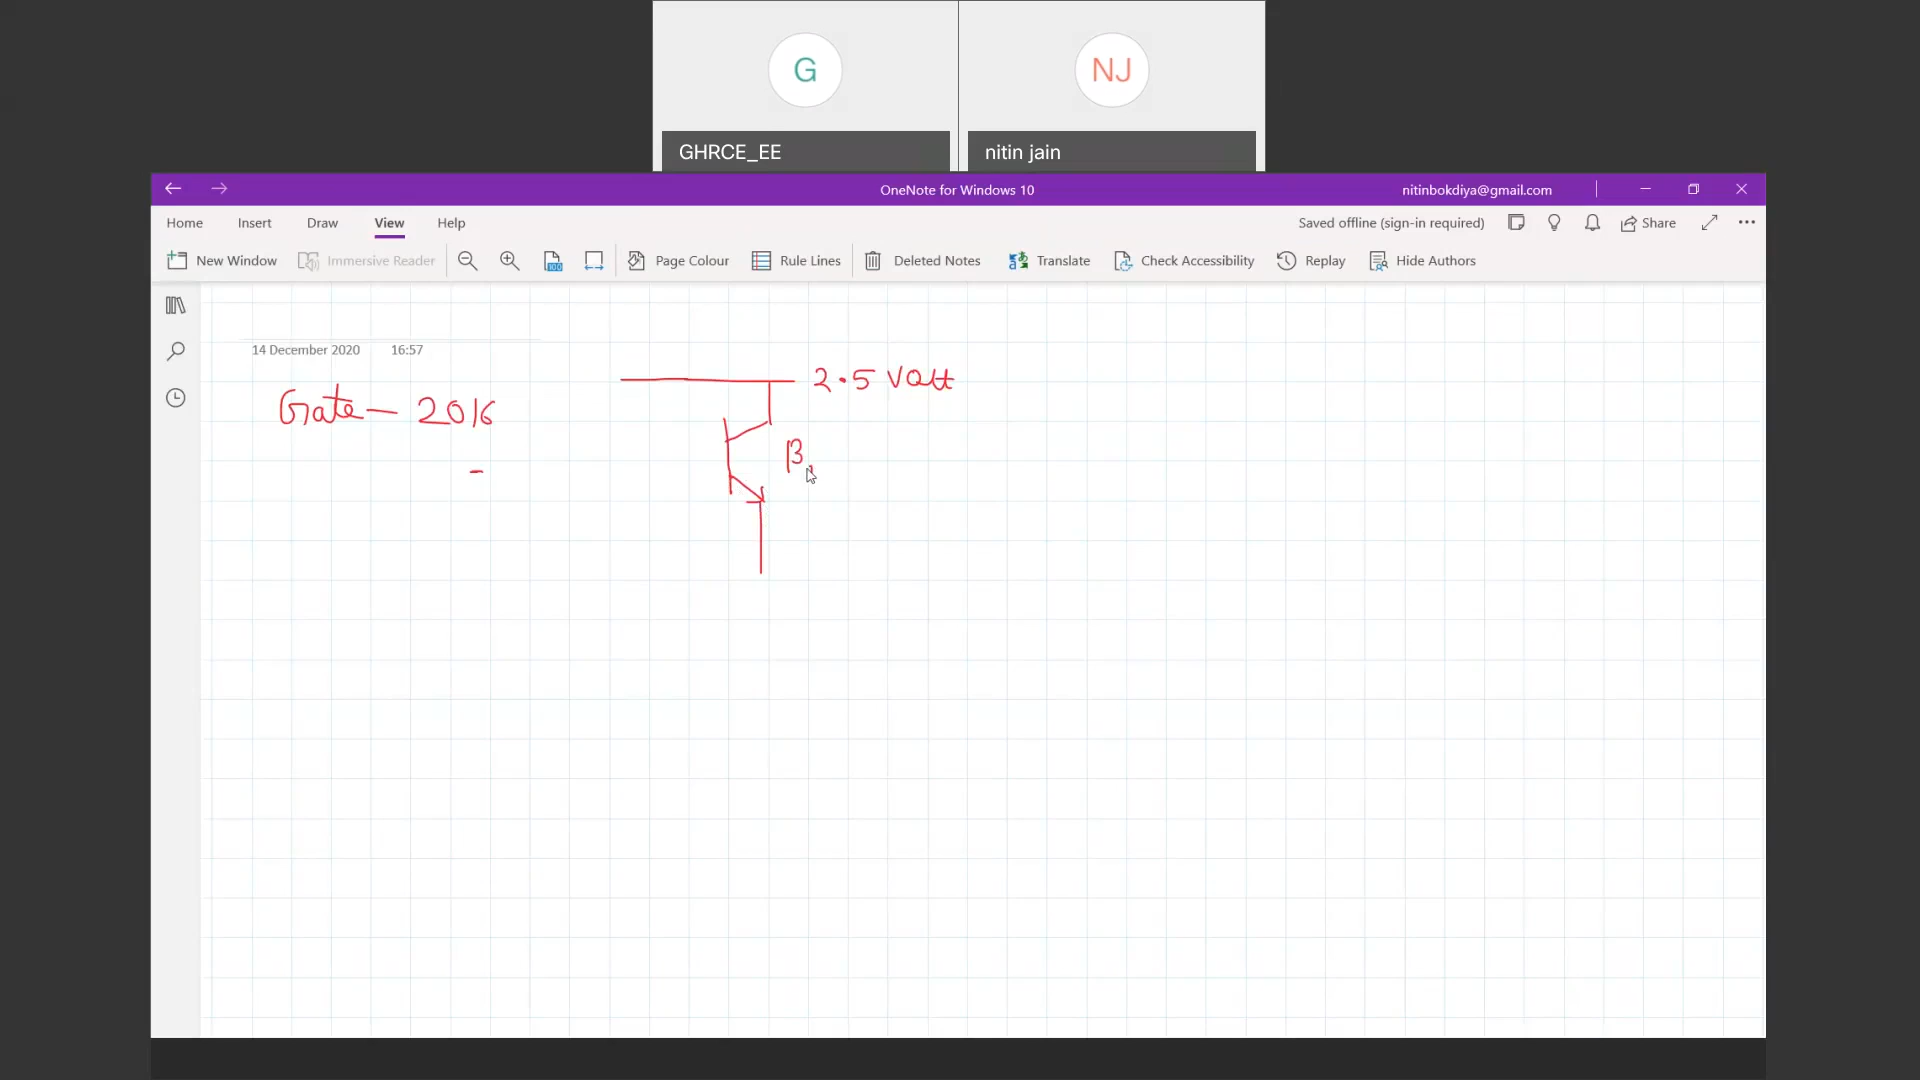 G
NJ
GHRCE_EE
nitin jain
OneNote for Windows 10
nitinbokdiya@gmail.com
Home Insert Draw View Help
Saved offline (sign-in required)
Share
New Window
Immersive Reader
Page Colour
Rule Lines
Deleted Notes
Translate
Check Accessibility
Replay
Hide Authors
14 December 2020 16:57
2.5 Volt
Gate - 2016
β